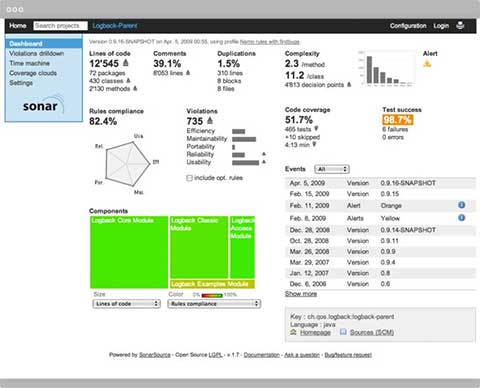 Home Search projects Logback-Parent Configuration Login
Dashboard
Violations drilldown
Time machine
Coverage clouds
Settings
sonar
Version 0.9.16-SNAPSHOT on Apr. 5, 2009 00:55, using profile Nemo rules with findbugs.
Lines of code
12'545
72 packages
430 classes
2'130 methods
Comments
39.1%
8'053 lines
Duplications
1.5%
310 lines
8 blocks
8 files
Complexity
2.3 /method
11.2 /class
4'813 decision points
Alert
Rules compliance
82.4%
Usa.
Eff
Mai.
Por.
Rel.
Violations
735
Efficiency
Maintainability
Portability
Reliability
Usability
include opt. rules
Code coverage
51.7%
465 tests
+10 skipped
4:13 min
Test success
98.7%
6 failures
0 errors
Events All
Apr. 5, 2009 Version 0.9.16-SNAPSHOT
Feb. 15, 2009 Version 0.9.15
Feb. 11, 2009 Alert Orange
Feb. 8, 2009 Alerts Yellow
Dec. 28, 2008 Version 0.9.14-SNAPSHOT
Oct. 28, 2008 Version 0.9.11
Mar. 29, 2008 Version 0.9.9
Mar. 29, 2007 Version 0.9.4
Jan. 12, 2007 Version 0.8
Dec. 6, 2006 Version 0.6
Show more
Components
Logback Core Module
Logback Classic Module
Logback Access Module
Logback Examples Module
Size
Lines of code
Color 0% 100%
Rules compliance
Key : ch.qos.logback:logback-parent
Language : java
Homepage Sources (SCM)
Powered by SonarSource - Open Source LGPL - v.1.7 - Documentation - Ask a question - Bug/feature request